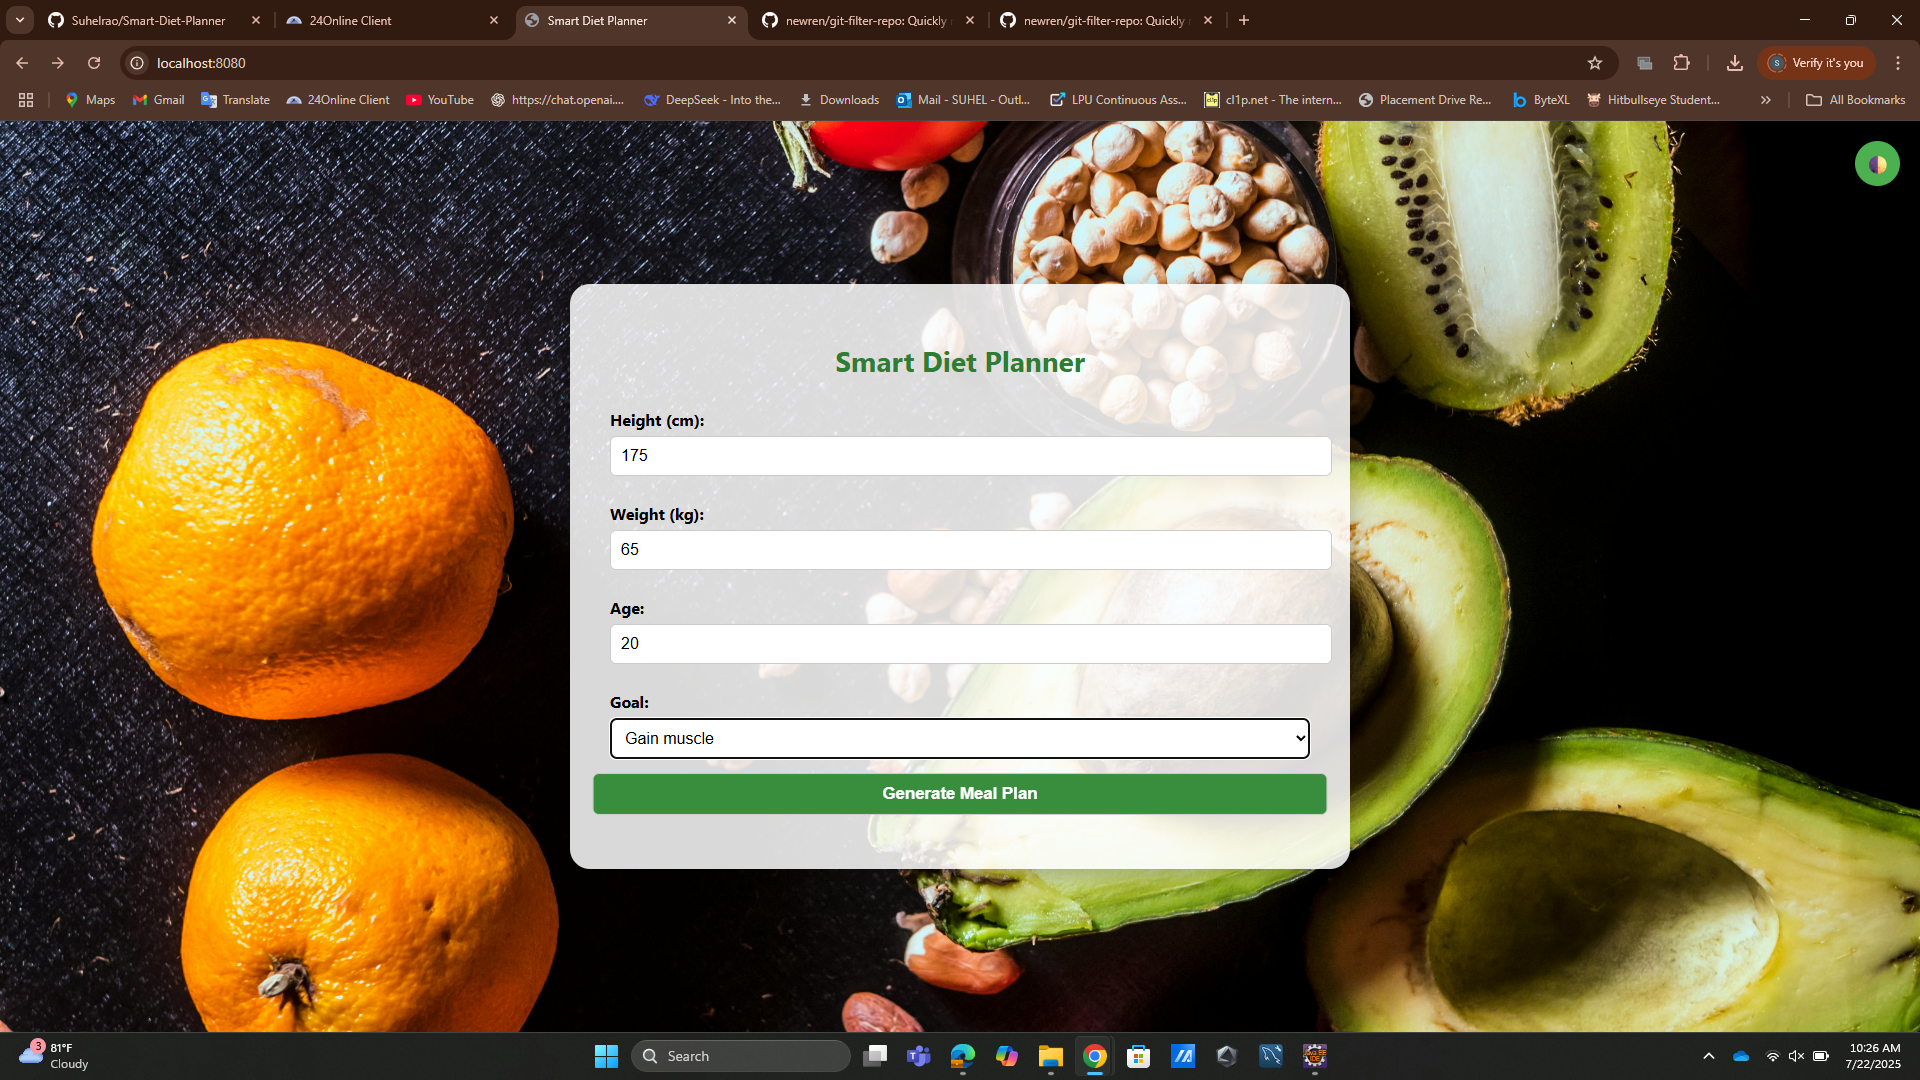 Suhelrao/Smart-Diet-Planner
24Online Client
Smart Diet Planner
newren/git-filter-repo: Quickly
newren/git-filter-repo: Quickly
localhost:8080
S
Verify it's you
Maps
Gmail
Translate
24Online Client
YouTube
https://chat.openai....
DeepSeek - Into the...
Downloads
Mail - SUHEL - Outl...
LPU Continuous Ass...
cl1p.net - The intern...
Placement Drive Re...
ByteXL
Hitbullseye Student...
All Bookmarks
Smart Diet Planner
Height (cm):
175
Weight (kg):
65
Age:
20
Goal:
Gain muscle
Generate Meal Plan
3
81°F
Cloudy
Search
10:26 AM
7/22/2025